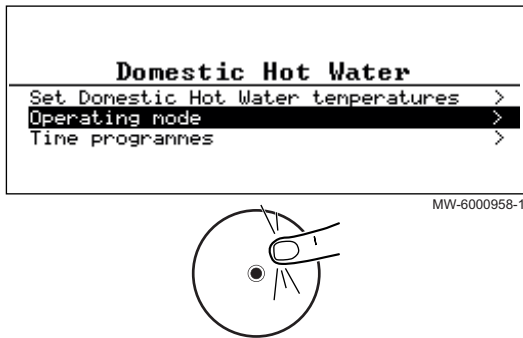 Domestic Hot Water
Set Domestic Hot Water temperatures >
Operating mode >
Time programmes >
MW-6000958-1